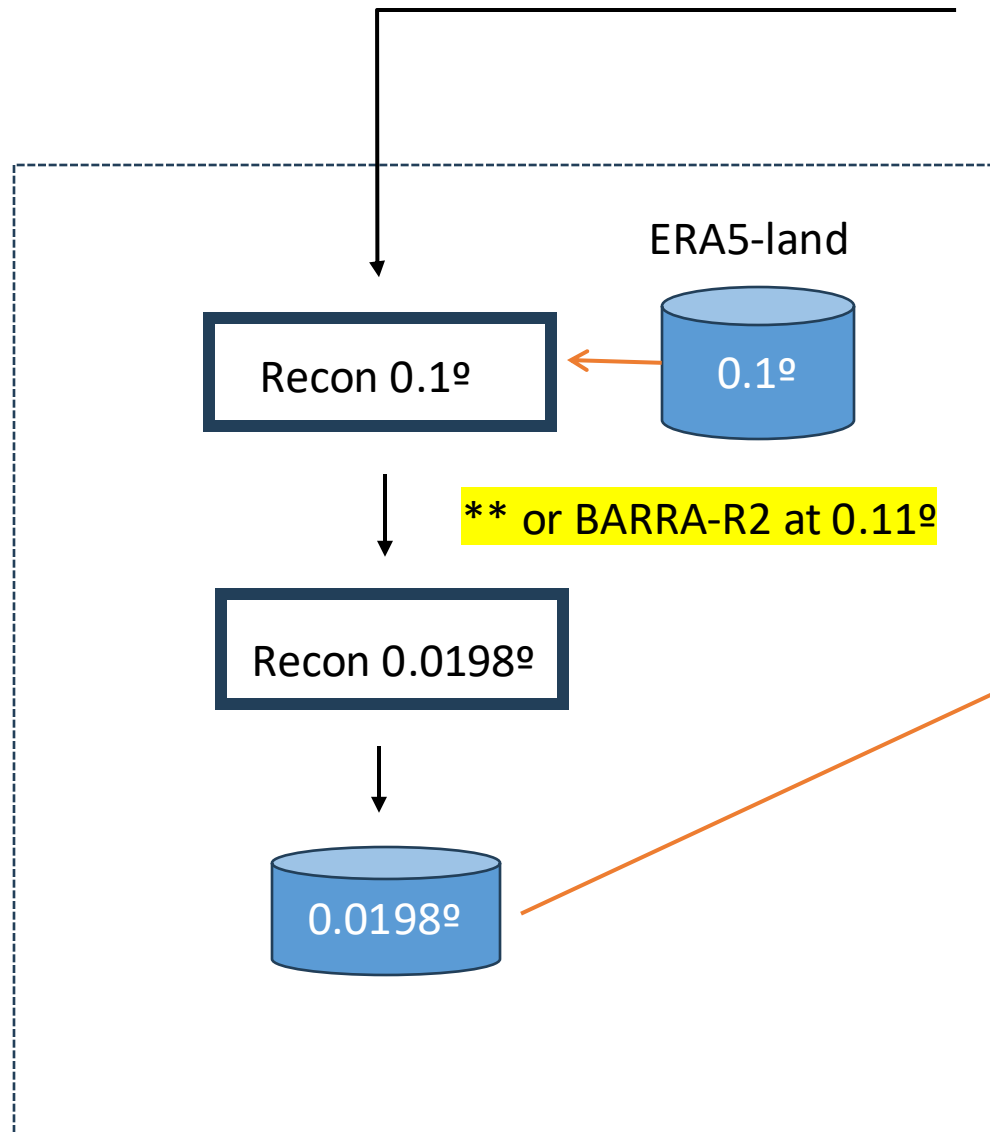 ERA5-land
Recon 0.1º
0.1º
** or BARRA-R2 at 0.11º
Recon 0.0198º
0.0198º